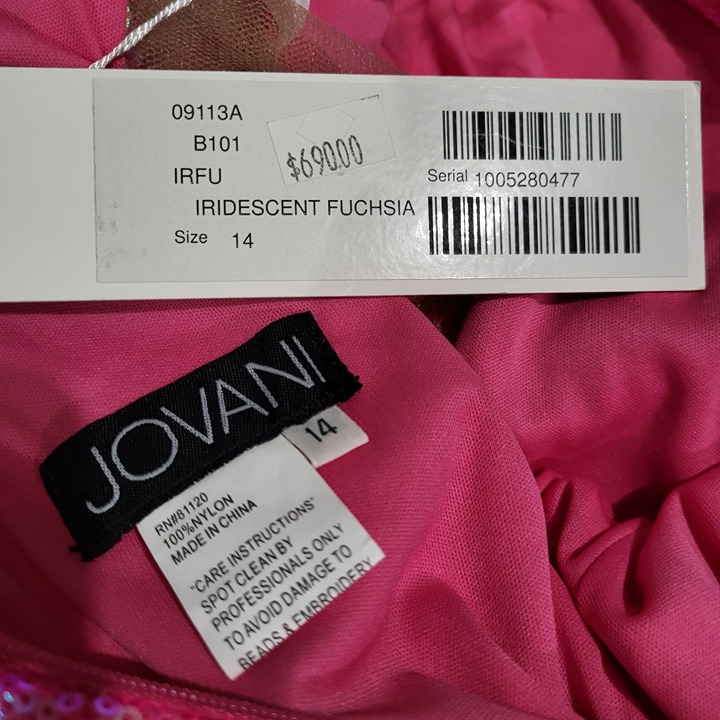 09113A
B101
IRFU
IRIDESCENT FUCHSIA
Size 14
$690.00
Serial 1005280477
JOVANI
14
RN#81120
100%NYLON
MADE IN CHINA
"CARE INSTRUCTIONS"
SPOT CLEAN BY
PROFESSIONALS ONLY
TO AVOID DAMAGE TO
BEADS & EMBROIDERY